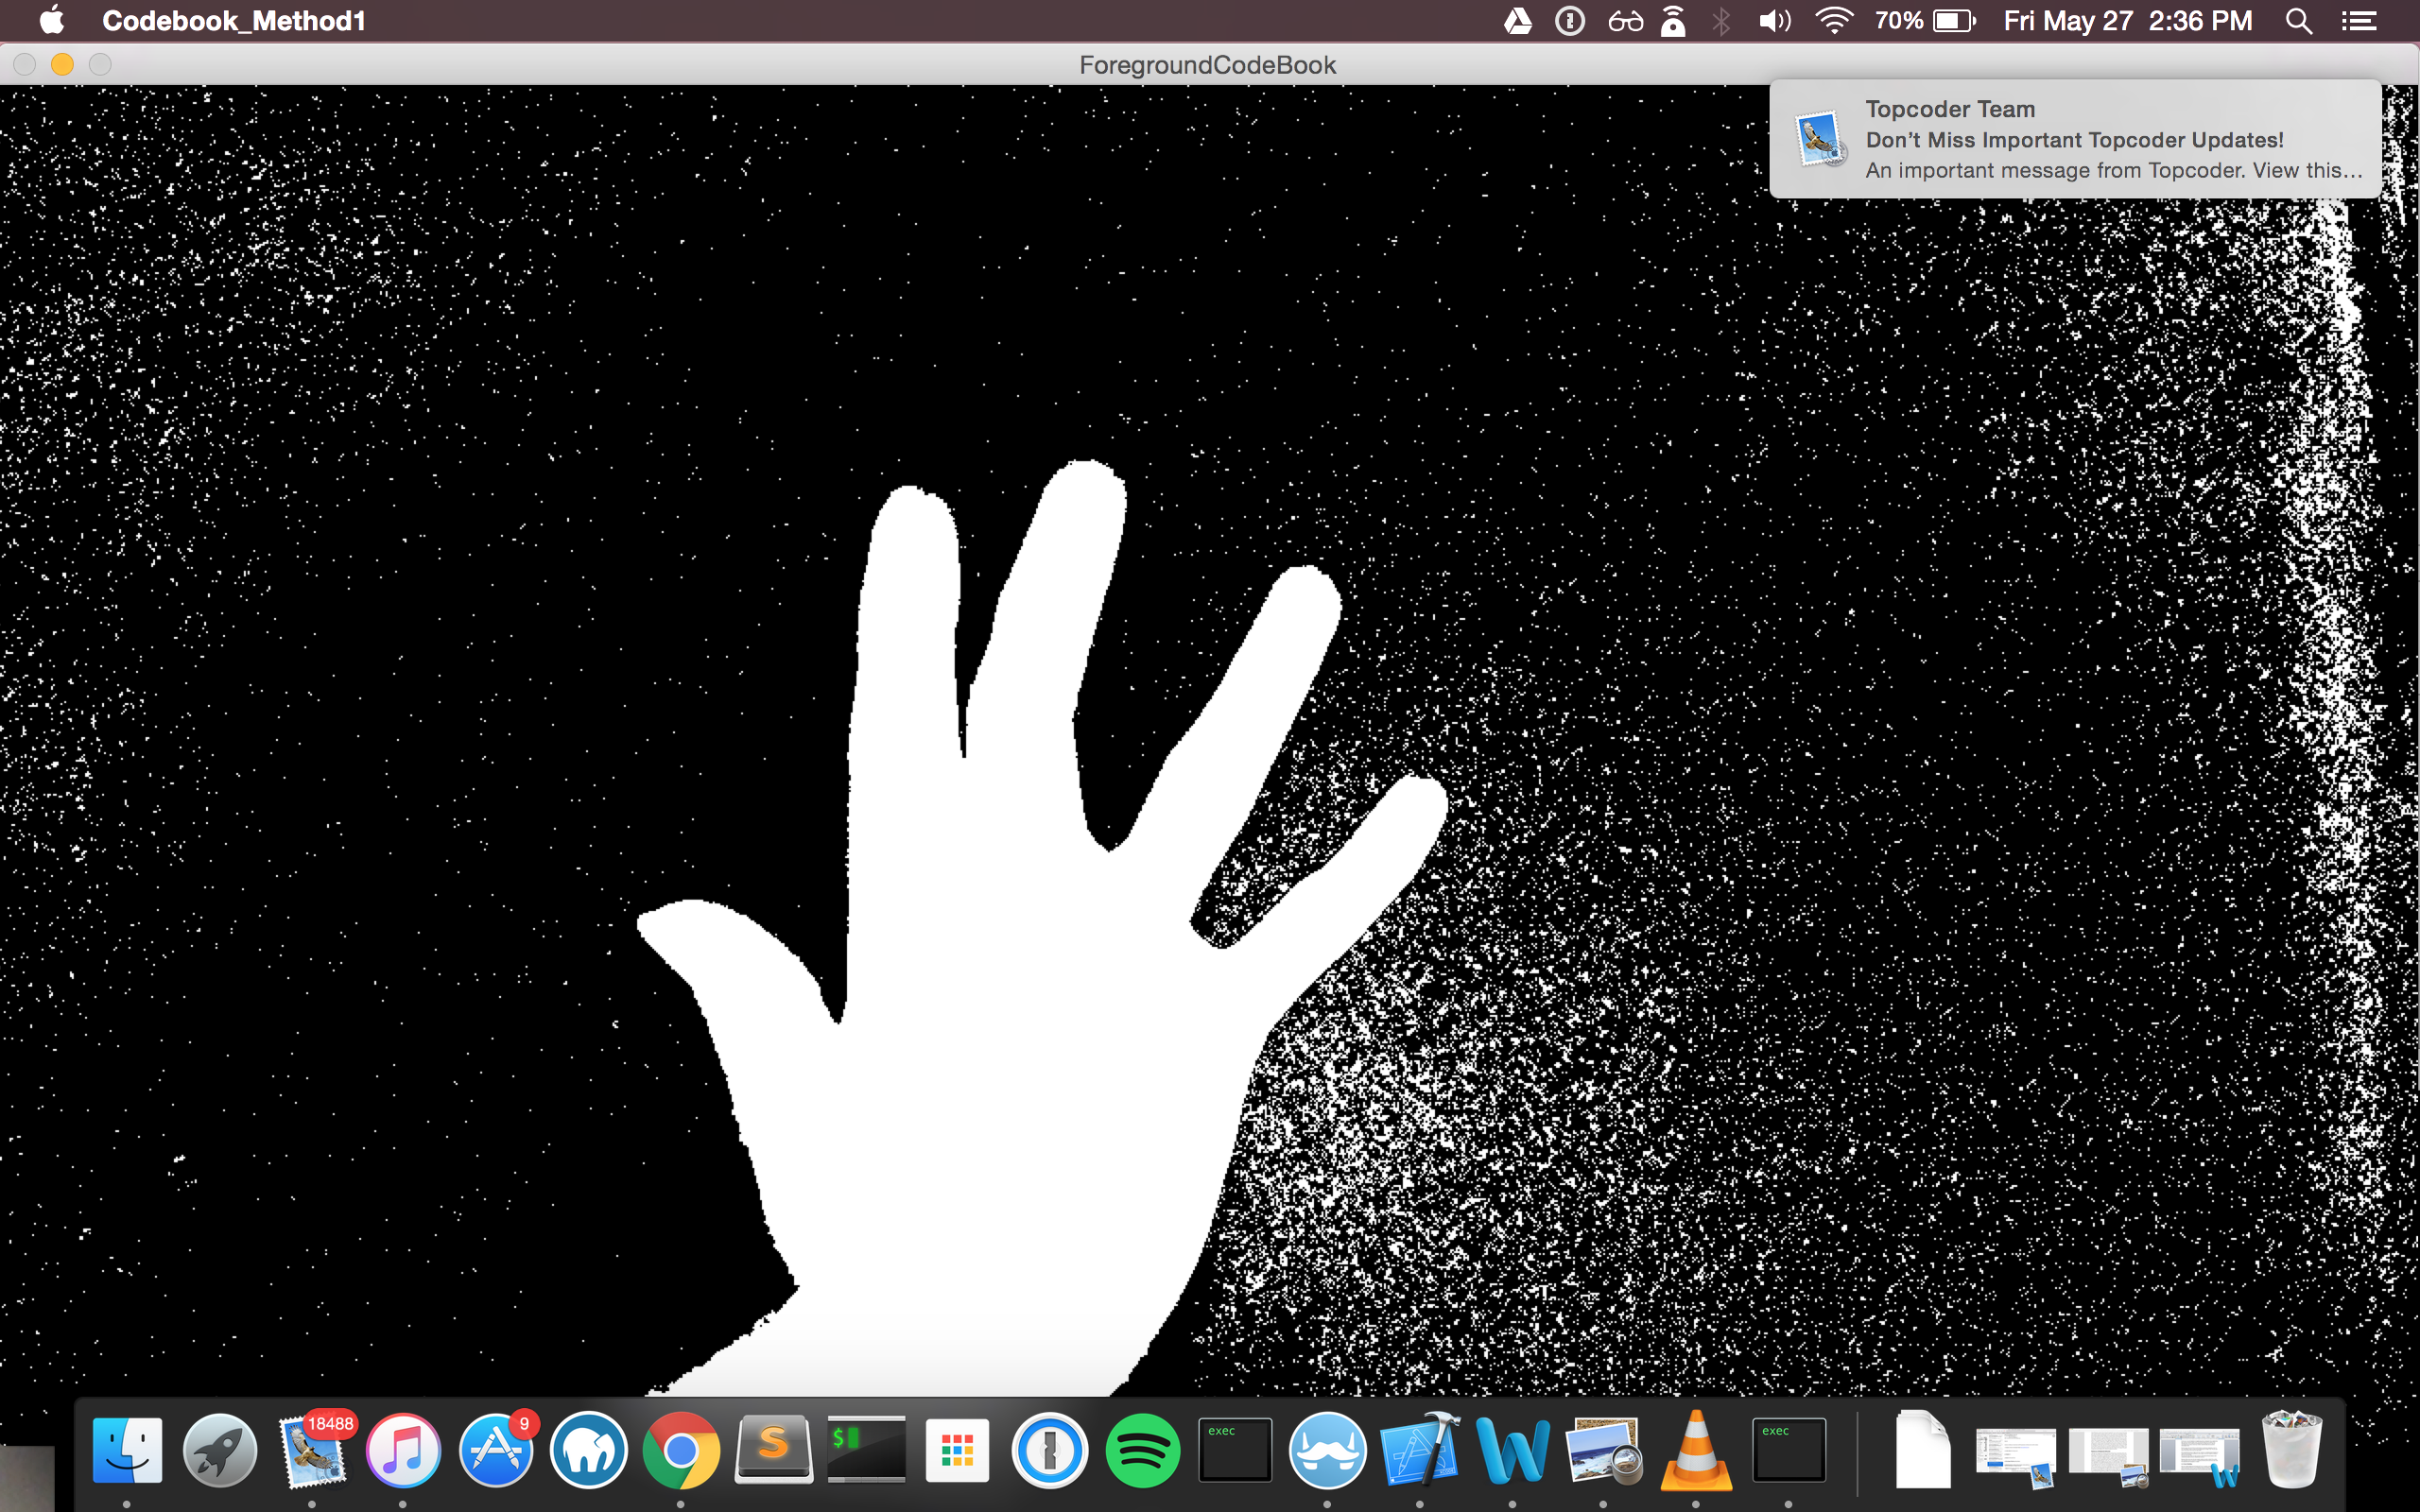 Codebook_Method1
70% Fri May 27 2:36 PM
ForegroundCodeBook
Topcoder Team
Don't Miss Important Topcoder Updates!
An important message from Topcoder. View this...
18488
9
S
$
exec
W
exec